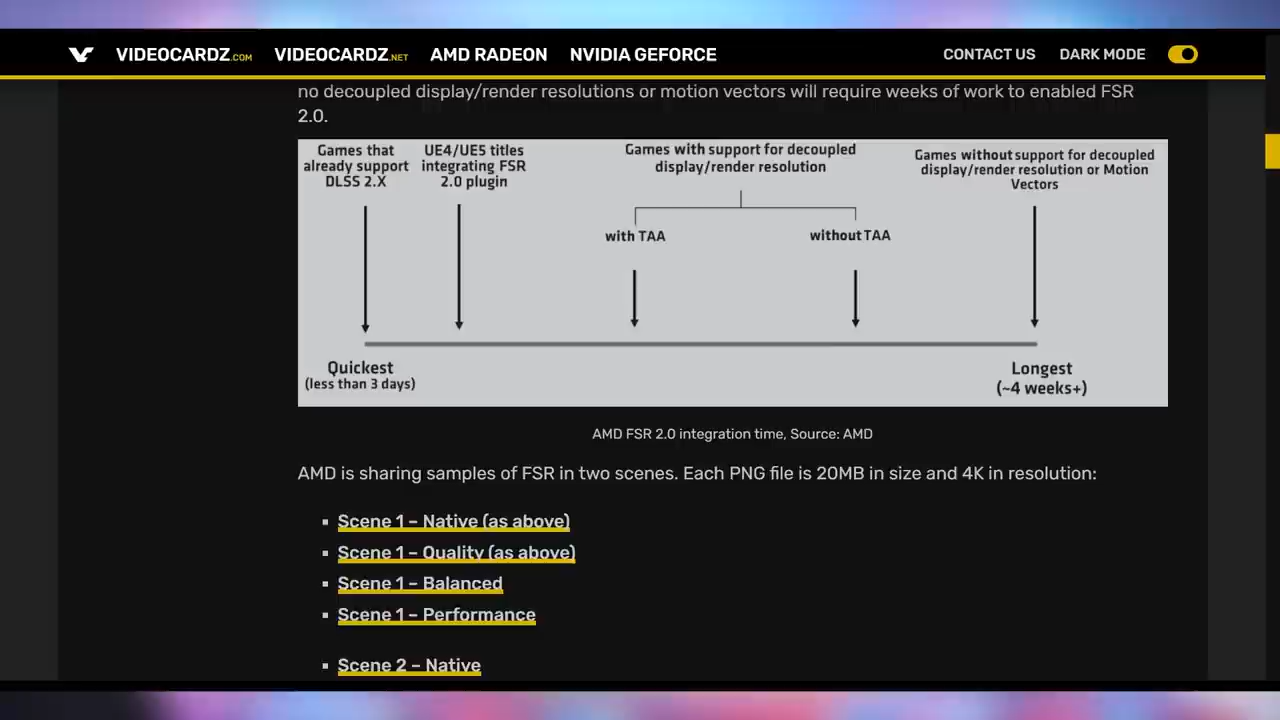 VIDEOCARDZ.COM VIDEOCARDZ.NET AMD RADEON NVIDIA GEFORCE CONTACT US DARK MODE
no decoupled display/render resolutions or motion vectors will require weeks of work to enabled FSR
2.0.
Games that
already support
DLSS 2.X
UE4/UE5 titles
integrating FSR
2.0 plugin
Games with support for decoupled
display/render resolution
with TAA
without TAA
Games without support for decoupled
display/render resolution or Motion
Vectors
Quickest
(less than 3 days)
Longest
(~4 weeks+)
AMD FSR 2.0 integration time, Source: AMD
AMD is sharing samples of FSR in two scenes. Each PNG file is 20MB in size and 4K in resolution:
Scene 1 – Native (as above)
Scene 1 – Quality (as above)
Scene 1 – Balanced
Scene 1 – Performance
Scene 2 – Native